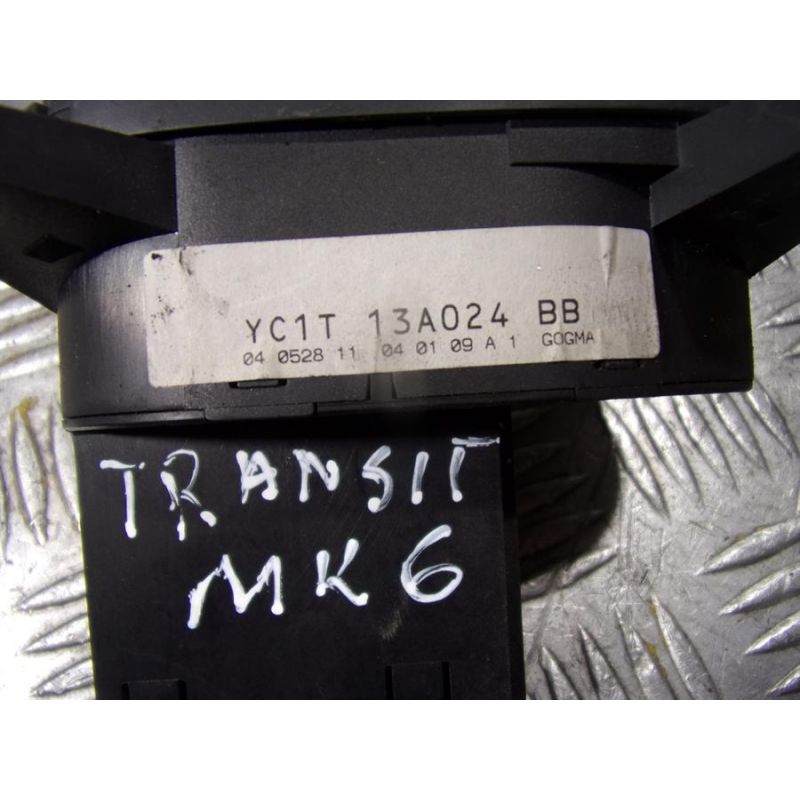 YC1T 13A024 BB
04 0528 11 04 01 09 A 1 GOGMA
TRANSIT
MK6